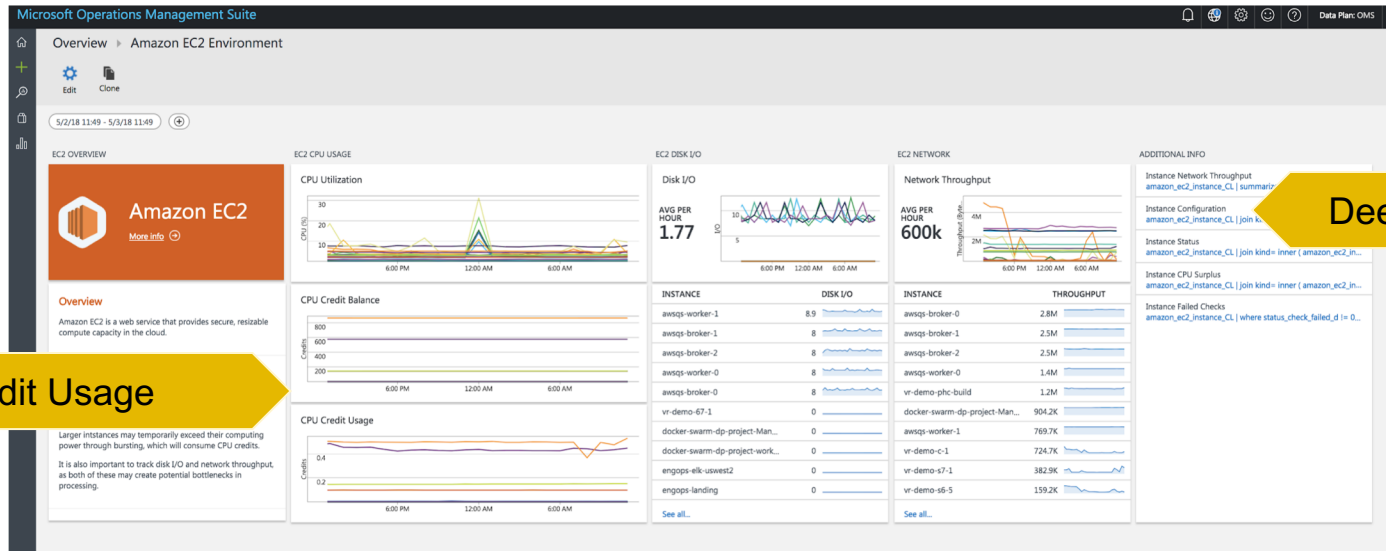 Microsoft Operations Management Suite
Data Plan: OMS
Overview Amazon EC2 Environment
Edit
Clone
5/2/18 11:49 - 5/3/18 11:49
EC2 OVERVIEW
Amazon EC2
More info
Overview
Amazon EC2 is a web service that provides secure, resizable
compute capacity in the cloud.
dit Usage
Larger intstances may temporarily exceed their computing
power through bursting, which will consume CPU credits.
It is also important to track disk I/O and network throughput,
as both of these may create potential bottlenecks in
processing.
EC2 CPU USAGE
CPU Utilization
CPU (%)
30
20
10
6:00 PM 12:00 AM 6:00 AM
CPU Credit Balance
Credits
800
600
400
200
6:00 PM 12:00 AM 6:00 AM
CPU Credit Usage
Credits
0.4
0.2
6:00 PM 12:00 AM 6:00 AM
EC2 DISK I/O
Disk I/O
AVG PER
HOUR
1.77
I/O
10
5
6:00 PM 12:00 AM 6:00 AM
INSTANCE DISK I/O
awsqs-worker-1 8.9
awsqs-broker-1 8
awsqs-broker-2 8
awsqs-worker-0 8
awsqs-broker-0 8
vr-demo-67-1 0
docker-swarm-dp-project-Man... 0
docker-swarm-dp-project-work... 0
engops-elk-uswest2 0
engops-landing 0
See all...
EC2 NETWORK
Network Throughput
AVG PER
HOUR
600k
Throughput (Byte...
4M
2M
6:00 PM 12:00 AM 6:00 AM
INSTANCE THROUGHPUT
awsqs-broker-0 2.8M
awsqs-broker-1 2.5M
awsqs-broker-2 2.5M
awsqs-worker-0 1.4M
vr-demo-phc-build 1.2M
docker-swarm-dp-project-Man... 904.2K
awsqs-worker-1 769.7K
vr-demo-c-1 724.7K
vr-demo-s7-1 382.9K
vr-demo-s6-5 159.2K
See all...
ADDITIONAL INFO
Instance Network Throughput
amazon_ec2_instance_CL | summariz
Instance Configuration
amazon_ec2_instance_CL | join k
Dee
Instance Status
amazon_ec2_instance_CL | join kind= inner ( amazon_ec2_in...
Instance CPU Surplus
amazon_ec2_instance_CL | join kind= inner ( amazon_ec2_in...
Instance Failed Checks
amazon_ec2_instance_CL | where status_check_failed_d != 0...